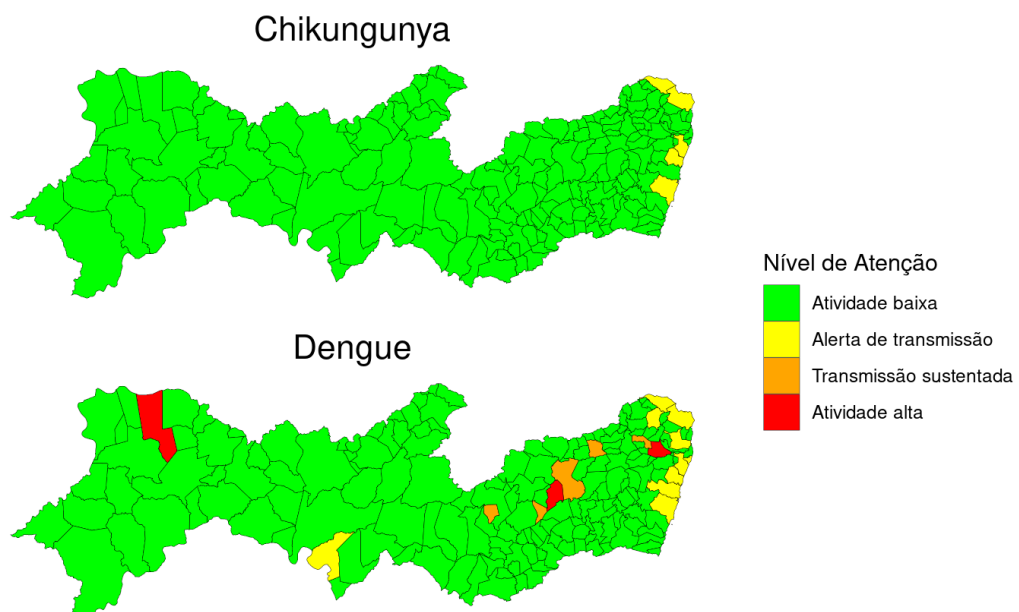 Chikungunya
Dengue
Nível de Atenção
Atividade baixa
Alerta de transmissão
Transmissão sustentada
Atividade alta